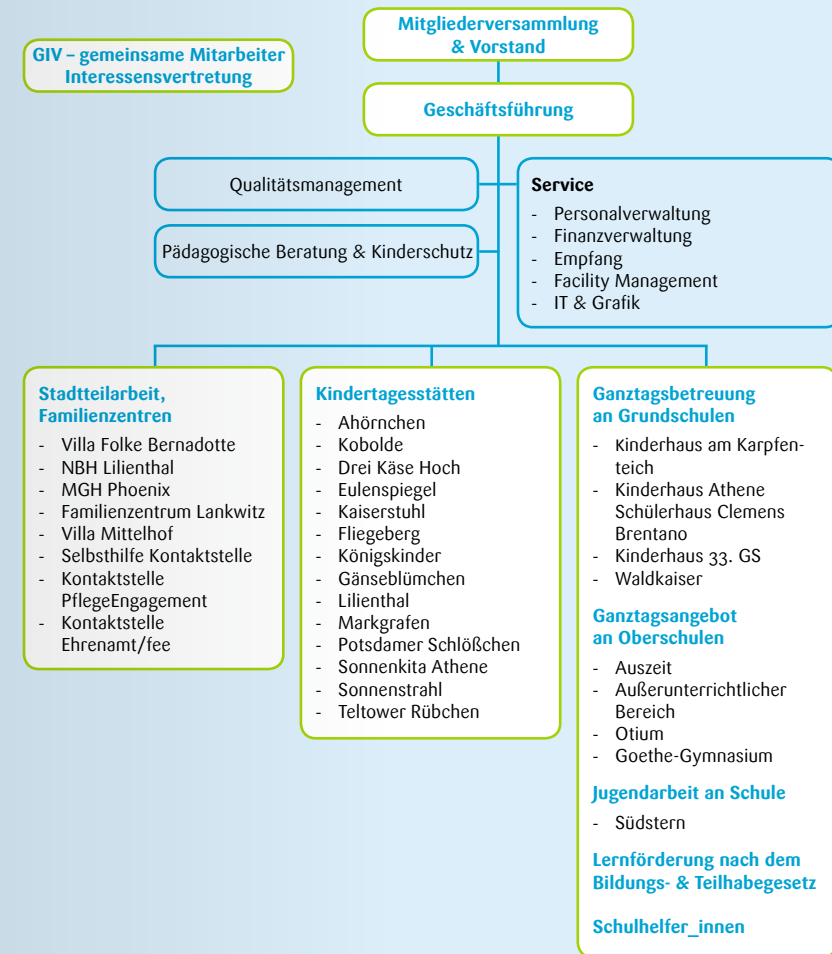 GIV – gemeinsame Mitarbeiter
Interessensvertretung
Mitgliederversammlung
& Vorstand
Geschäftsführung
Qualitätsmanagement
Pädagogische Beratung & Kinderschutz
Service
- Personalverwaltung
- Finanzverwaltung
- Empfang
- Facility Management
- IT & Grafik
Stadtteilarbeit,
Familienzentren
- Villa Folke Bernadotte
- NBH Lilienthal
- MGH Phoenix
- Familienzentrum Lankwitz
- Villa Mittelhof
- Selbsthilfe Kontaktstelle
- Kontaktstelle
PflegeEngagement
- Kontaktstelle
Ehrenamt/fee
Kindertagesstätten
- Ahörnchen
- Kobolde
- Drei Käse Hoch
- Eulenspiegel
- Kaiserstuhl
- Fliegeberg
- Königskinder
- Gänseblümchen
- Lilienthal
- Markgrafen
- Potsdamer Schlößchen
- Sonnenkita Athene
- Sonnenstrahl
- Teltower Rübchen
Ganztagsbetreuung
an Grundschulen
- Kinderhaus am Karpfen-
teich
- Kinderhaus Athene
Schülerhaus Clemens
Brentano
- Kinderhaus 33. GS
- Waldkaiser
Ganztagsangebot
an Oberschulen
- Auszeit
- Außerunterrichtlicher
Bereich
- Otium
- Goethe-Gymnasium
Jugendarbeit an Schule
- Südstern
Lernförderung nach dem
Bildungs- & Teilhabegesetz
Schulhelfer_innen